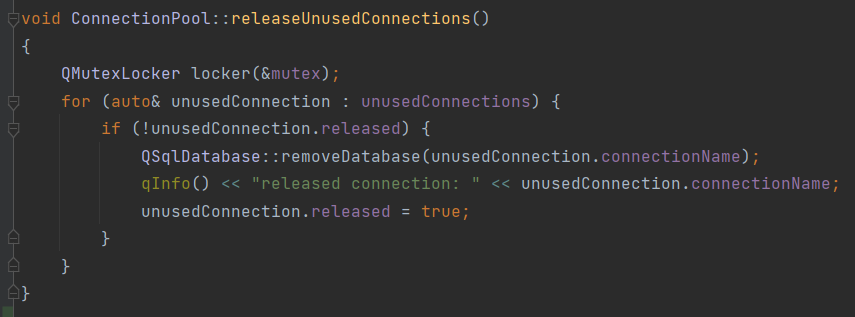 void ConnectionPool::releaseUnusedConnections()
{
    QMutexLocker locker(&mutex);
    for (auto& unusedConnection : unusedConnections) {
        if (!unusedConnection.released) {
            QSqlDatabase::removeDatabase(unusedConnection.connectionName);
            qInfo() << "released connection: " << unusedConnection.connectionName;
            unusedConnection.released = true;
        }
    }
}